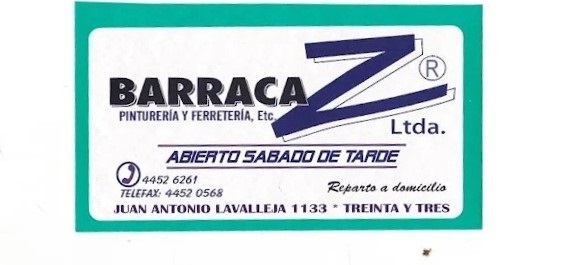 BARRACA Z ®
PINTURERÍA Y FERRETERÍA, Etc.
Ltda.
ABIERTO SABADO DE TARDE
4452 6261
TELEFAX: 4452 0568
Reparto a domicilio
JUAN ANTONIO LAVALLEJA 1133 * TREINTA Y TRES